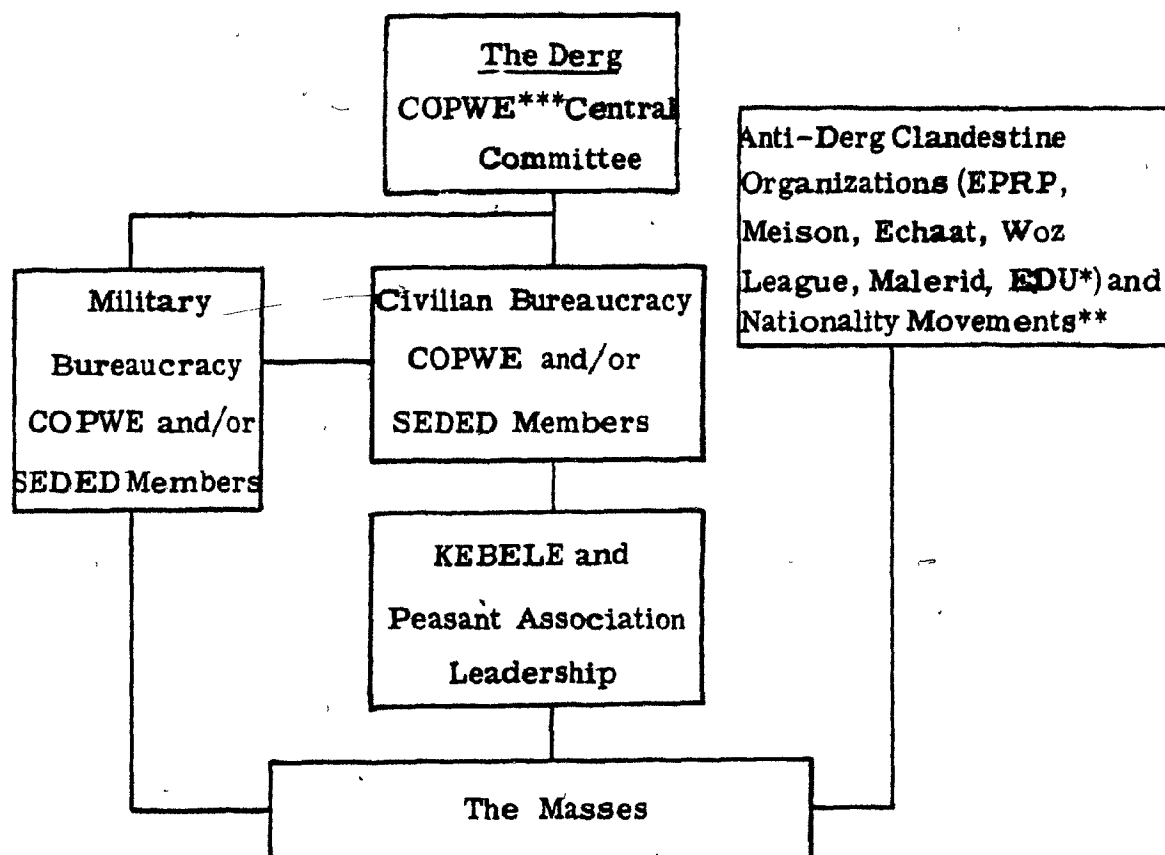 The Derg
COPWE***Central
Committee
Anti-Derg Clandestine
Organizations (EPRP,
Meison, Echaat, Woz
League, Malerid, EDU*) and
Nationality Movements**
Military
Bureaucracy
COPWE and/or
SEDED Members
Civilian Bureaucracy
COPWE and/or
SEDED Members
KEBELE and
Peasant Association
Leadership
The Masses